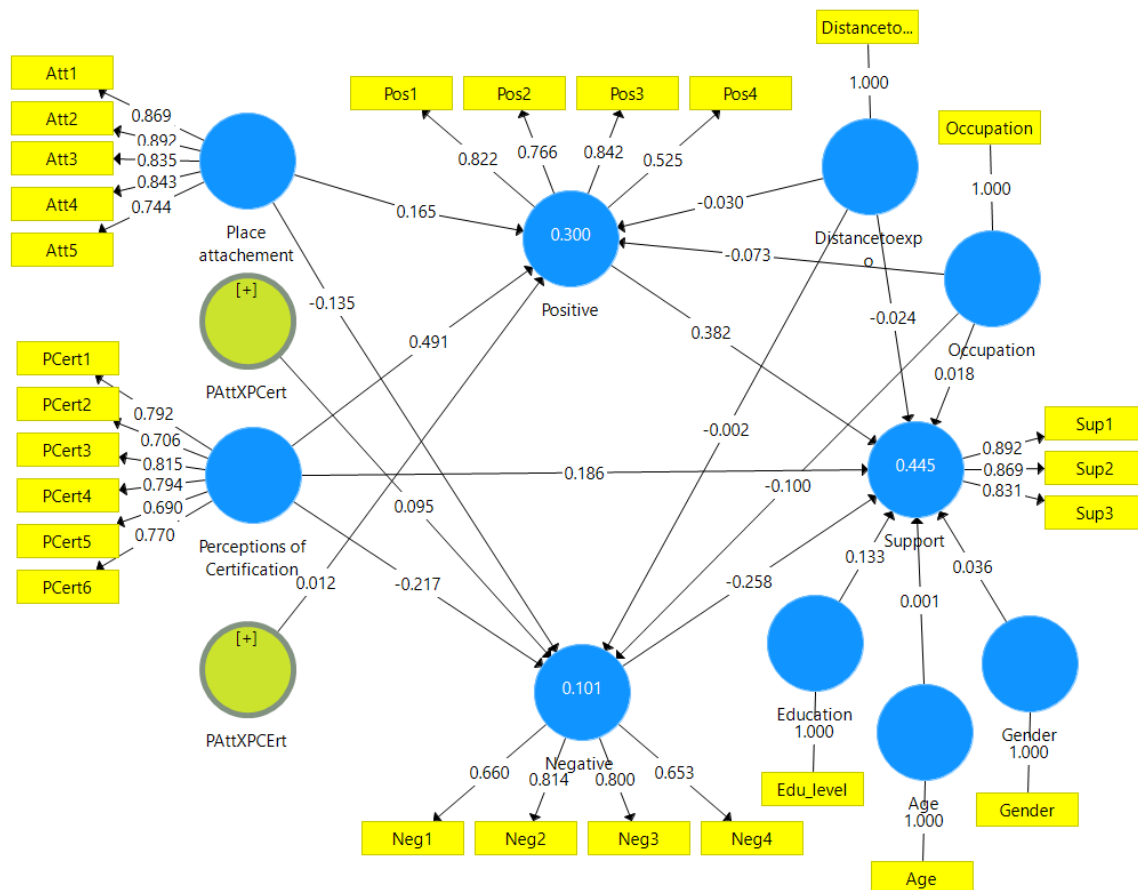 Distanceto...
Att1
Att2
Att3
Att4
Att5
0.869
0.892
0.835
0.843
0.744
Place
attachement
Pos1
Pos2
Pos3
Pos4
0.822
0.766
0.842
0.525
1.000
Occupation
1.000
0.165
0.300
Positive
-0.030
Distancetoexp
o
-0.073
Occupation
[+]
PAttXPCert
-0.135
0.491
0.382
-0.024
0.018
PCert1
PCert2
PCert3
PCert4
PCert5
PCert6
0.792
0.706
0.815
0.794
0.690
0.770
Perceptions of
Certification
0.186
-0.002
-0.100
0.445
Support
0.892
0.869
0.831
Sup1
Sup2
Sup3
0.095
0.012
-0.217
-0.258
0.133
0.001
0.036
[+]
PAttXPCErt
0.101
Negative
Education
1.000
Edu_level
Age
1.000
Age
Gender
1.000
Gender
0.660
0.814
0.800
0.653
Neg1
Neg2
Neg3
Neg4